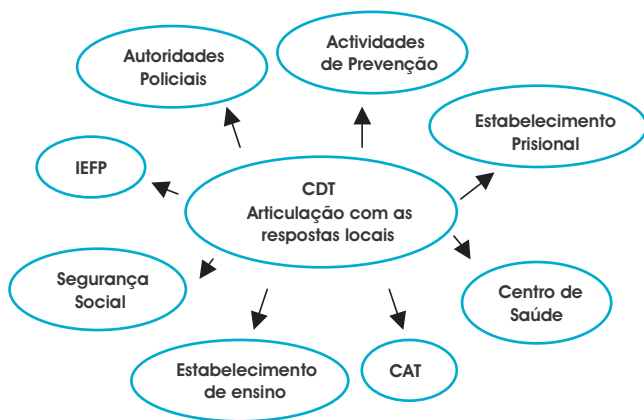 Autoridades
Policiais
Actividades
de Prevenção
Estabelecimento
Prisional
IEFP
CDT
Articulação com as
respostas locais
Segurança
Social
Centro de
Saúde
Estabelecimento
de ensino
CAT